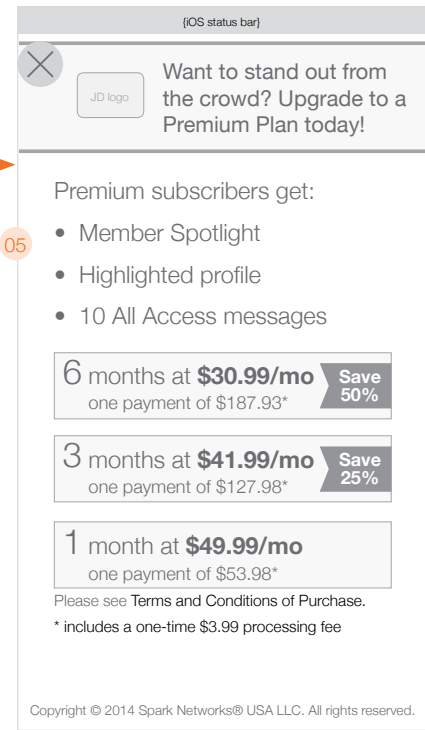 {iOS status bar}
JD logo
Want to stand out from
the crowd? Upgrade to a
Premium Plan today!
Premium subscribers get:
05
• Member Spotlight
• Highlighted profile
• 10 All Access messages
6 months at $30.99/mo
one payment of $187.93*
Save
50%
3 months at $41.99/mo
one payment of $127.98*
Save
25%
1 month at $49.99/mo
one payment of $53.98*
Please see Terms and Conditions of Purchase.
* includes a one-time $3.99 processing fee
Copyright © 2014 Spark Networks® USA LLC. All rights reserved.